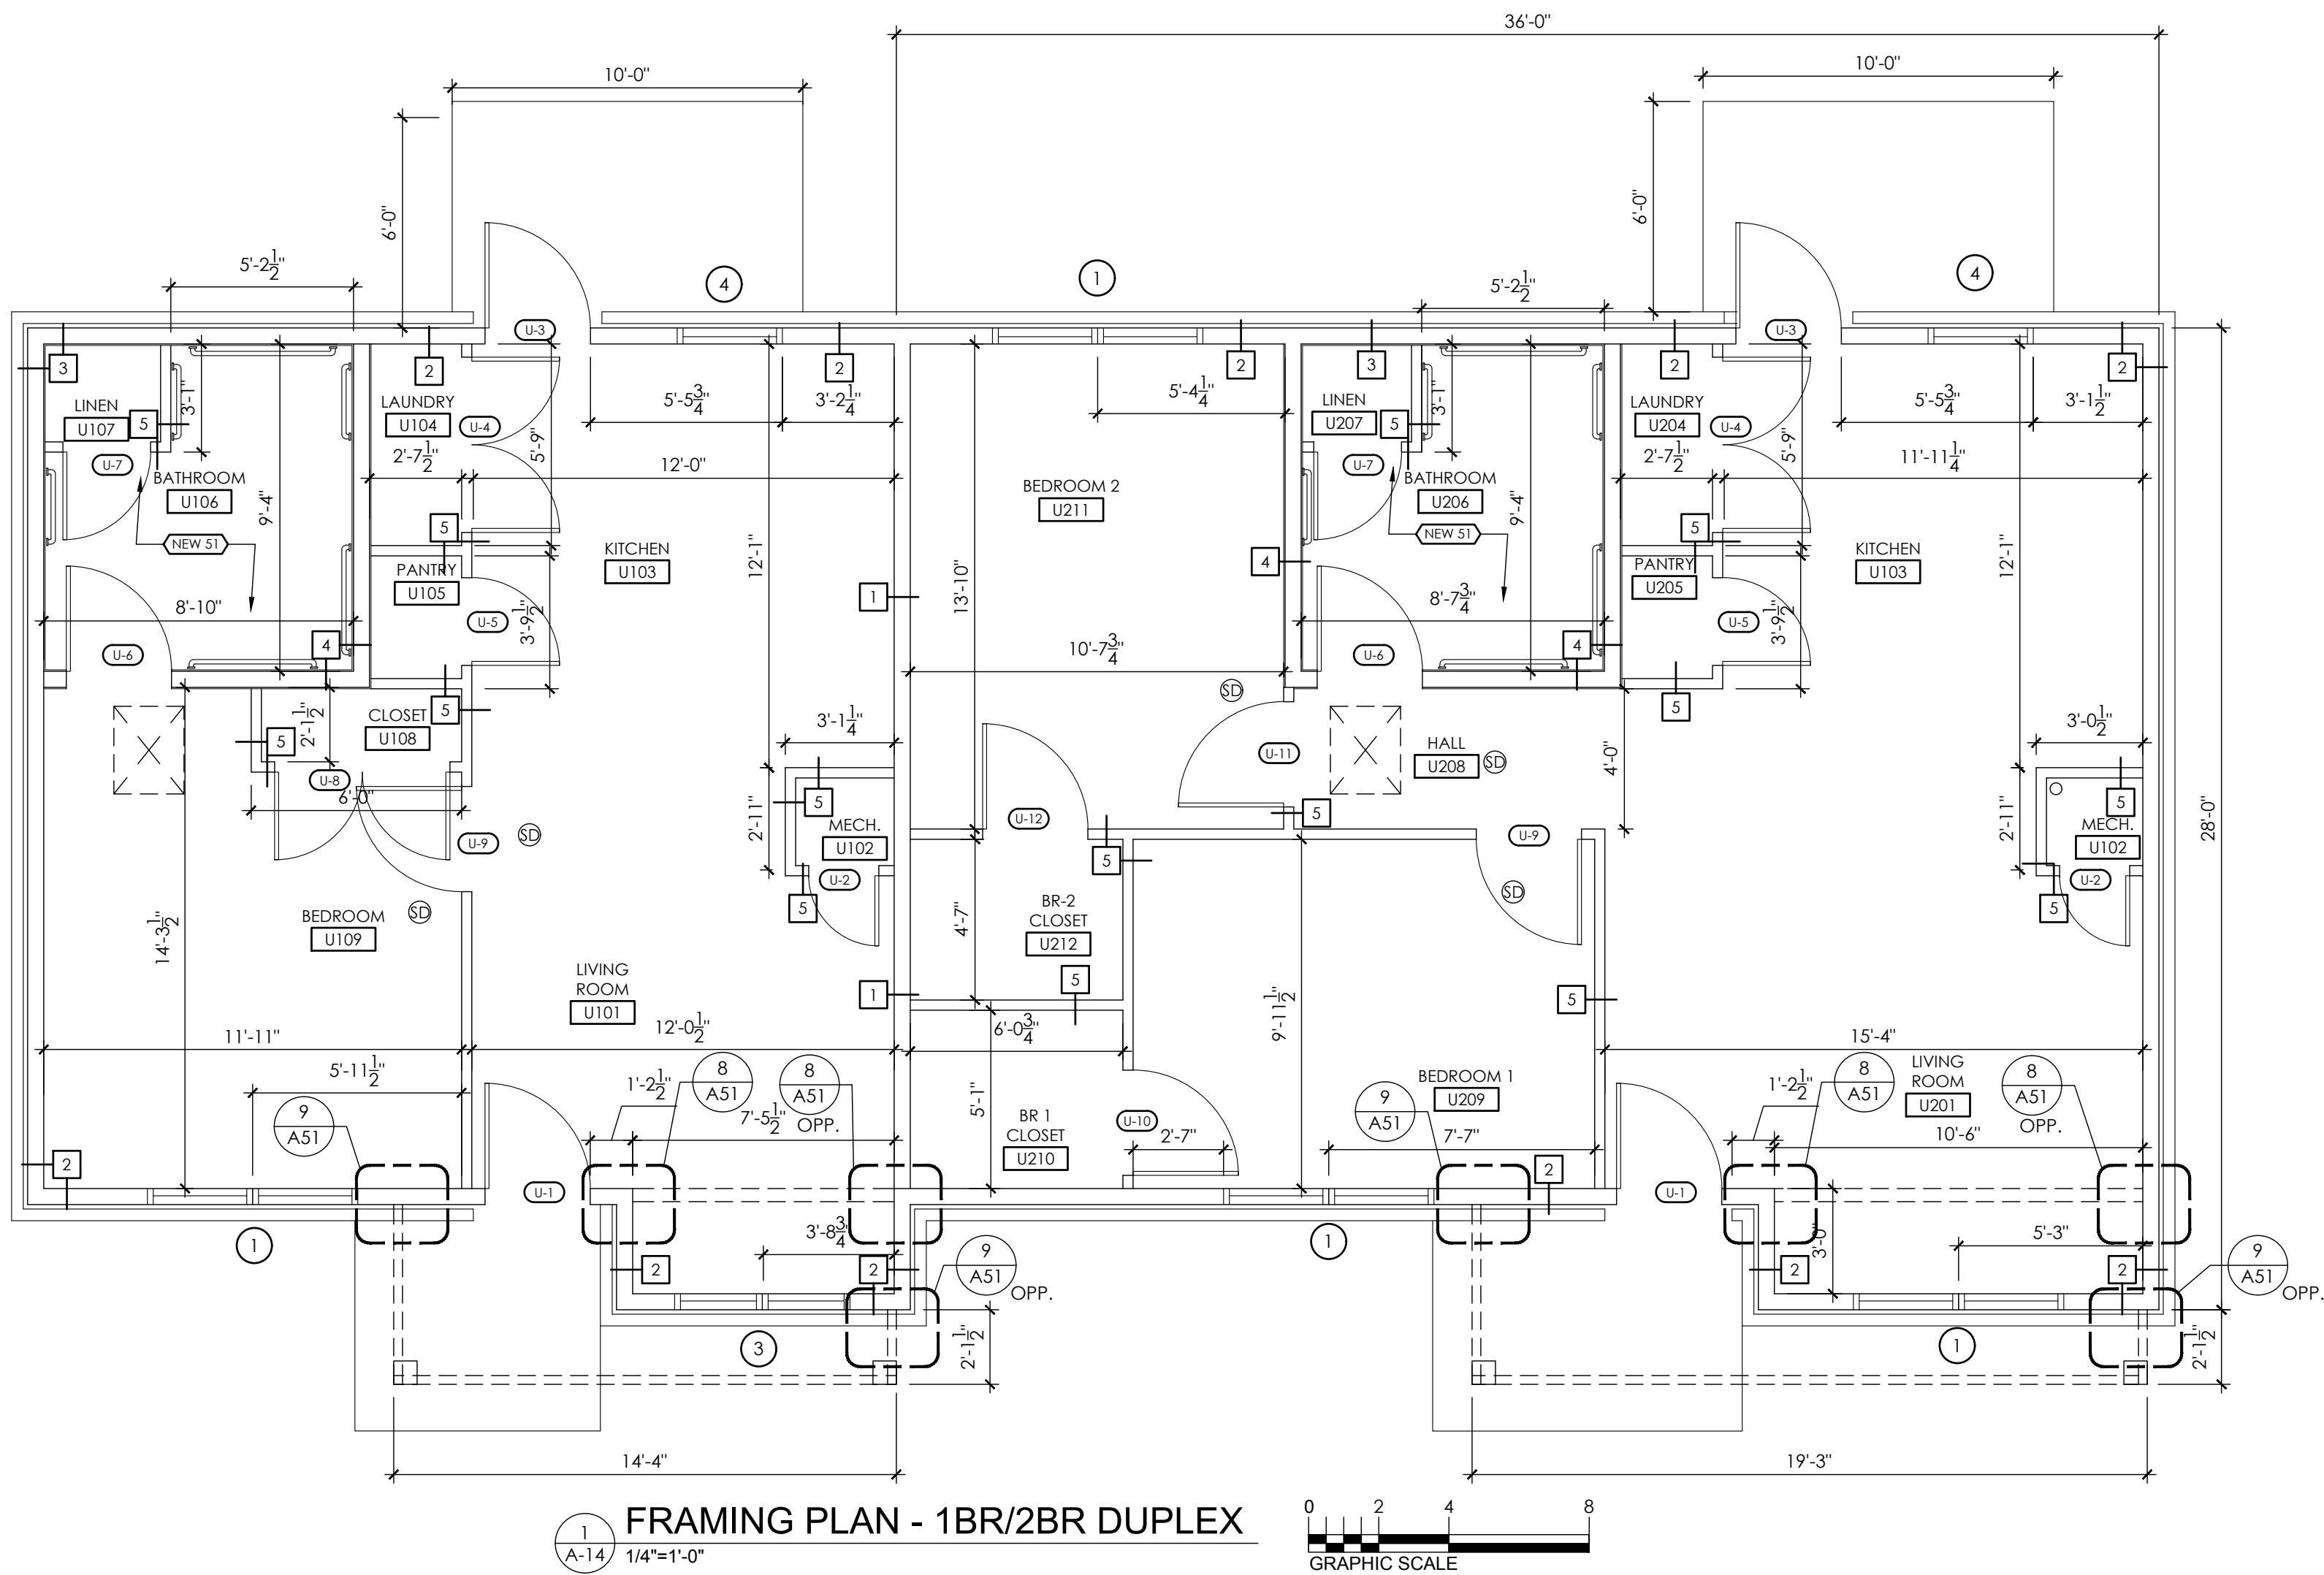 36'-0"
10'-0"
10'-0"
6'-0"
6'-0"
5'-2 1/2"
4
1
5'-2 1/2"
4
U-3
U-3
3
2
2
2
3
2
2
3'-1"
5'-5 3/4"
3'-2 1/4"
5'-4 1/4"
3'-1"
5'-5 3/4"
3'-1 1/2"
LINEN
U107
5
LAUNDRY
U104
U-4
2'-7 1/2"
5'-9"
12'-0"
LINEN
U207
5
LAUNDRY
U204
U-4
2'-7 1/2"
5'-9"
11'-11 1/4"
U-7
BATHROOM
U106
9'-4"
NEW 51
5
BEDROOM 2
U211
U-7
BATHROOM
U206
9'-4"
NEW 51
5
KITCHEN
U103
12'-1"
PANTRY
U105
1
13'-10"
4
KITCHEN
U103
12'-1"
PANTRY
U205
8'-10"
U-5
3'-9 1/2"
8'-7 3/4"
U-5
3'-9 1/2"
4
U-6
10'-7 3/4"
4
U-6
SD
5
CLOSET
U108
5
2'-1 1/2"
5
3'-1 1/4"
U-11
HALL
U208
SD
4'-0"
3'-0 1/2"
U-8
6'-0"
5
2'-11"
U-12
5
5
2'-11"
28'-0"
SD
U-9
MECH.
U102
U-2
5
U-9
MECH.
U102
U-2
5
5
SD
BEDROOM
U109
SD
14'-3 1/2"
4'-7"
BR-2
CLOSET
U212
LIVING
ROOM
U101
1
5
5
11'-11"
12'-0 1/2"
6'-0 3/4"
9'-11 1/2"
15'-4"
5'-11 1/2"
1'-2 1/2"
8
A51
8
A51
OPP.
7'-5 1/2"
9
A51
5'-1"
BR 1
CLOSET
U210
U-10
2'-7"
BEDROOM 1
U209
9
A51
7'-7"
1'-2 1/2"
8
A51
LIVING
ROOM
U201
8
A51
OPP.
10'-6"
2
U-1
2
U-1
1
3'-8 3/4"
1
3'-0"
5'-3"
2
2
9
A51
OPP.
2
2
9
A51
OPP.
3
2'-1 1/2"
1
2'-1 1/2"
14'-4"
19'-3"
1
A-14
FRAMING PLAN - 1BR/2BR DUPLEX
1/4"=1'-0"
0 2 4 8
GRAPHIC SCALE